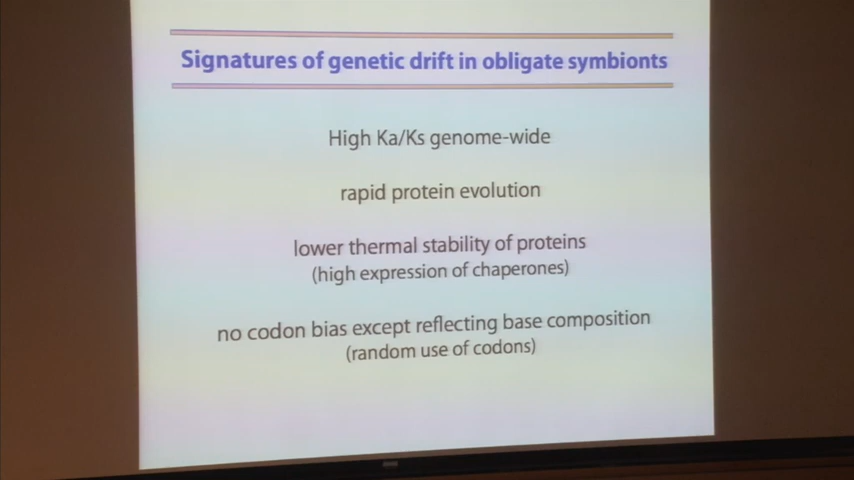 Signatures of genetic drift in obligate symbionts
High Ka/Ks genome-wide
rapid protein evolution
lower thermal stability of proteins
(high expression of chaperones)
no codon bias except reflecting base composition
(random use of codons)